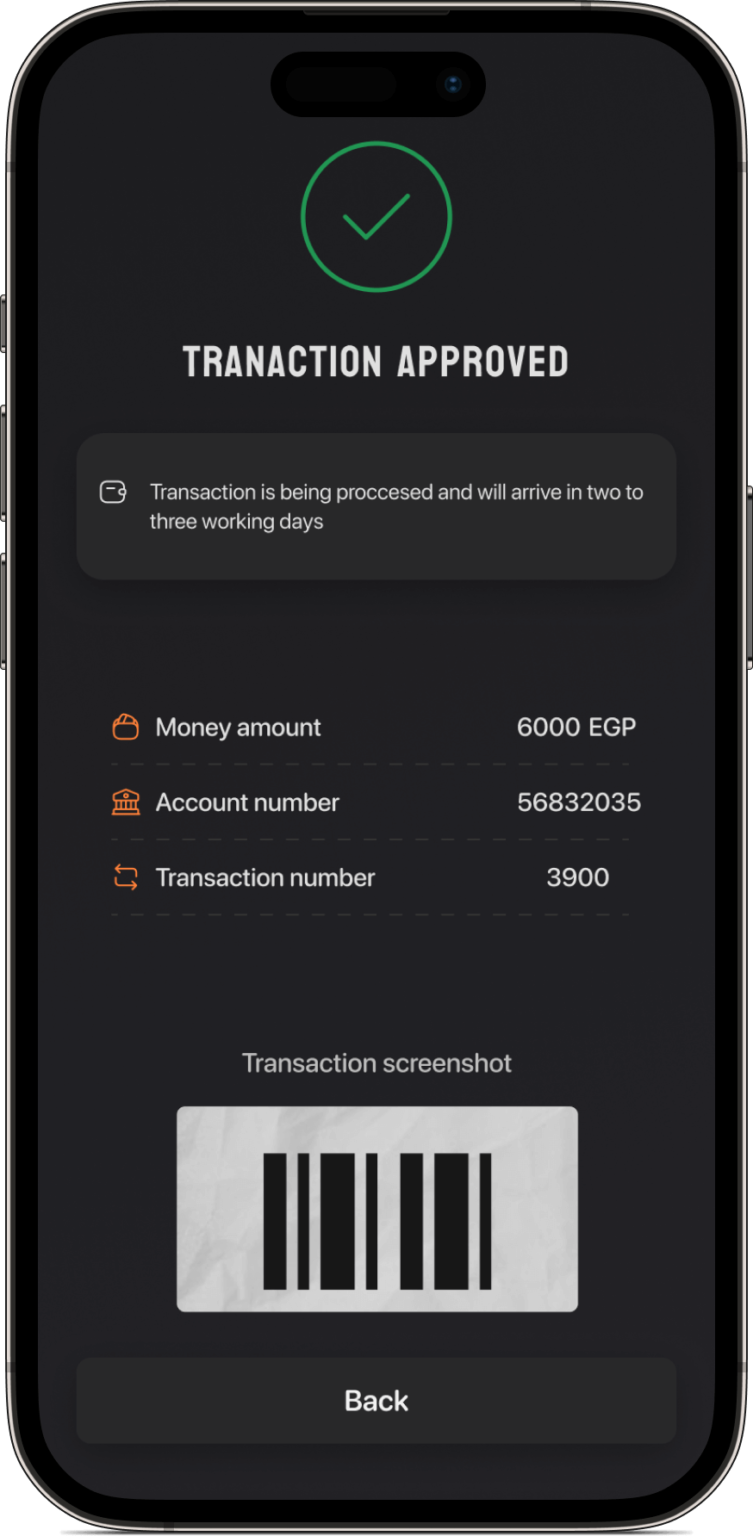 TRANACTION APPROVED
Transaction is being proccesed and will arrive in two to
three working days
Money amount 6000 EGP
Account number 56832035
Transaction number 3900
Transaction screenshot
Back